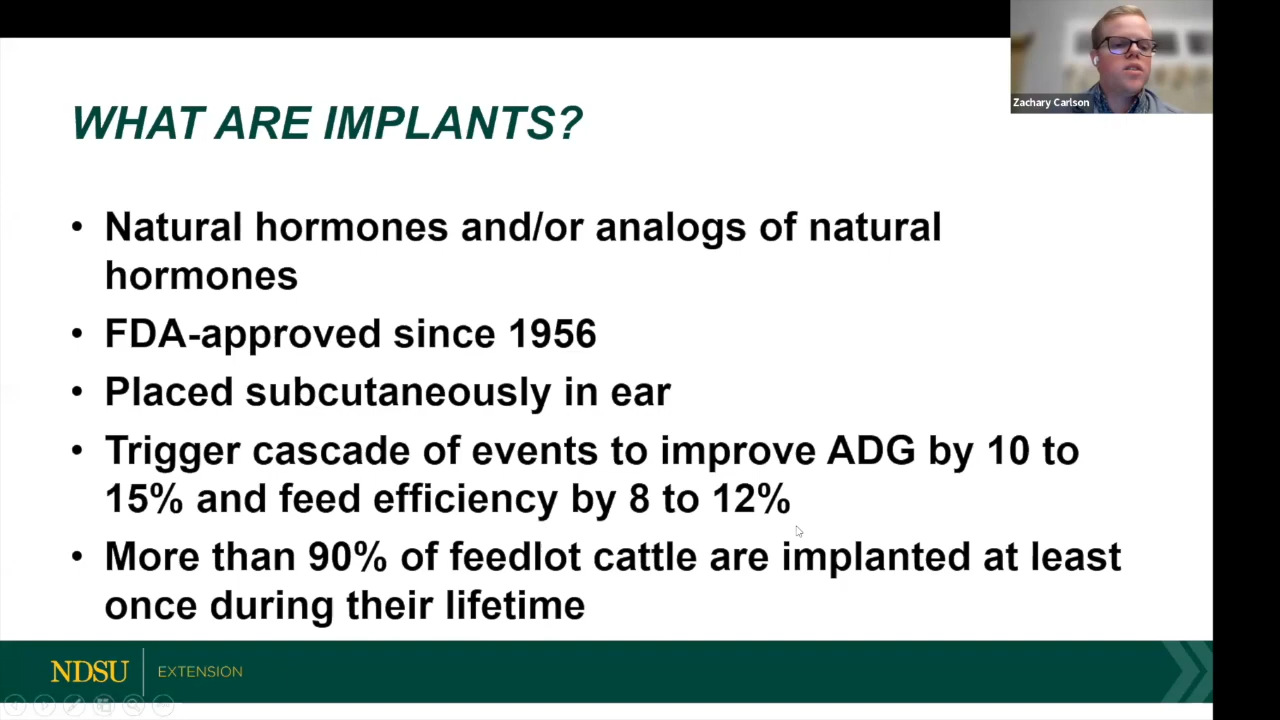 Zachary Carlson
WHAT ARE IMPLANTS?
• Natural hormones and/or analogs of natural
hormones
• FDA-approved since 1956
• Placed subcutaneously in ear
• Trigger cascade of events to improve ADG by 10 to
15% and feed efficiency by 8 to 12%
• More than 90% of feedlot cattle are implanted at least
once during their lifetime
NDSU EXTENSION